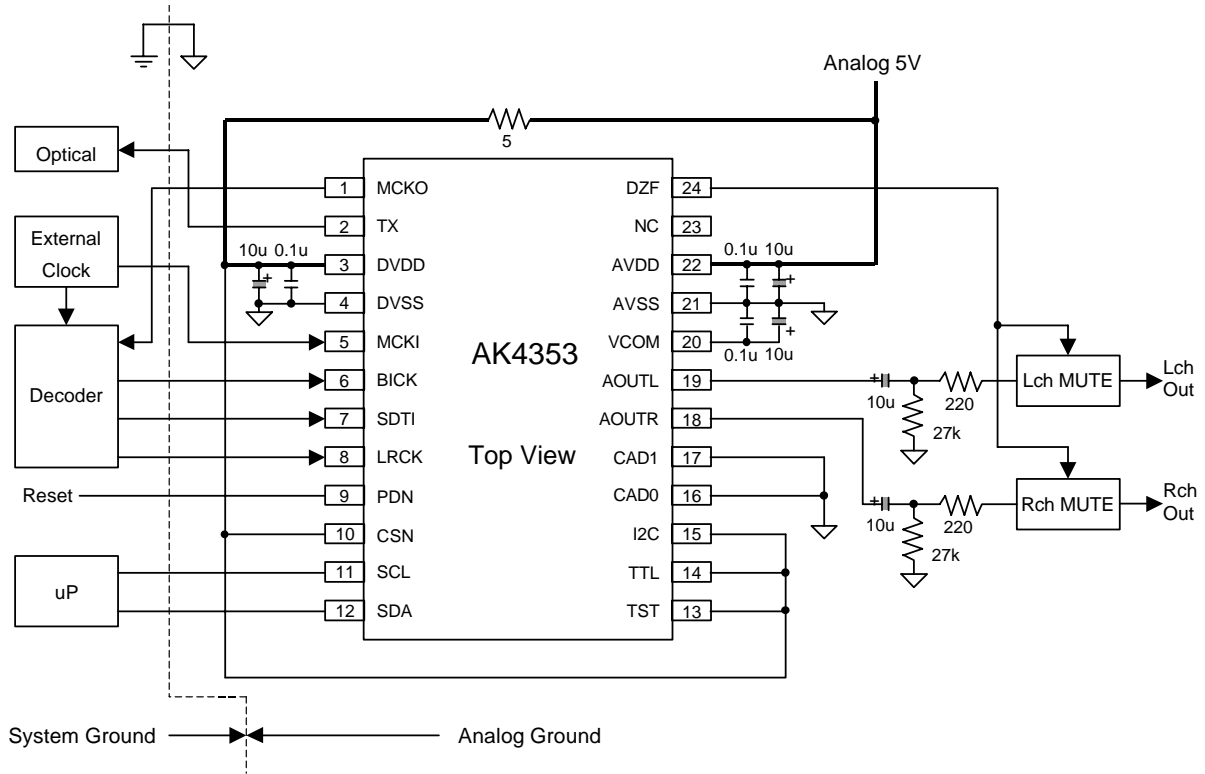 Analog 5V
5
Optical
External
Clock
Decoder
Reset
uP
10u 0.1u
1 MCKO
2 TX
3 DVDD
4 DVSS
5 MCKI
6 BICK
7 SDTI
8 LRCK
9 PDN
10 CSN
11 SCL
12 SDA
AK4353
Top View
DZF 24
NC 23
AVDD 22
AVSS 21
VCOM 20
AOUTL 19
AOUTR 18
CAD1 17
CAD0 16
I2C 15
TTL 14
TST 13
0.1u 10u
+
+
0.1u 10u
+
+
10u
220
27k
Lch MUTE
Lch
Out
+
10u
220
27k
Rch MUTE
Rch
Out
System Ground
Analog Ground